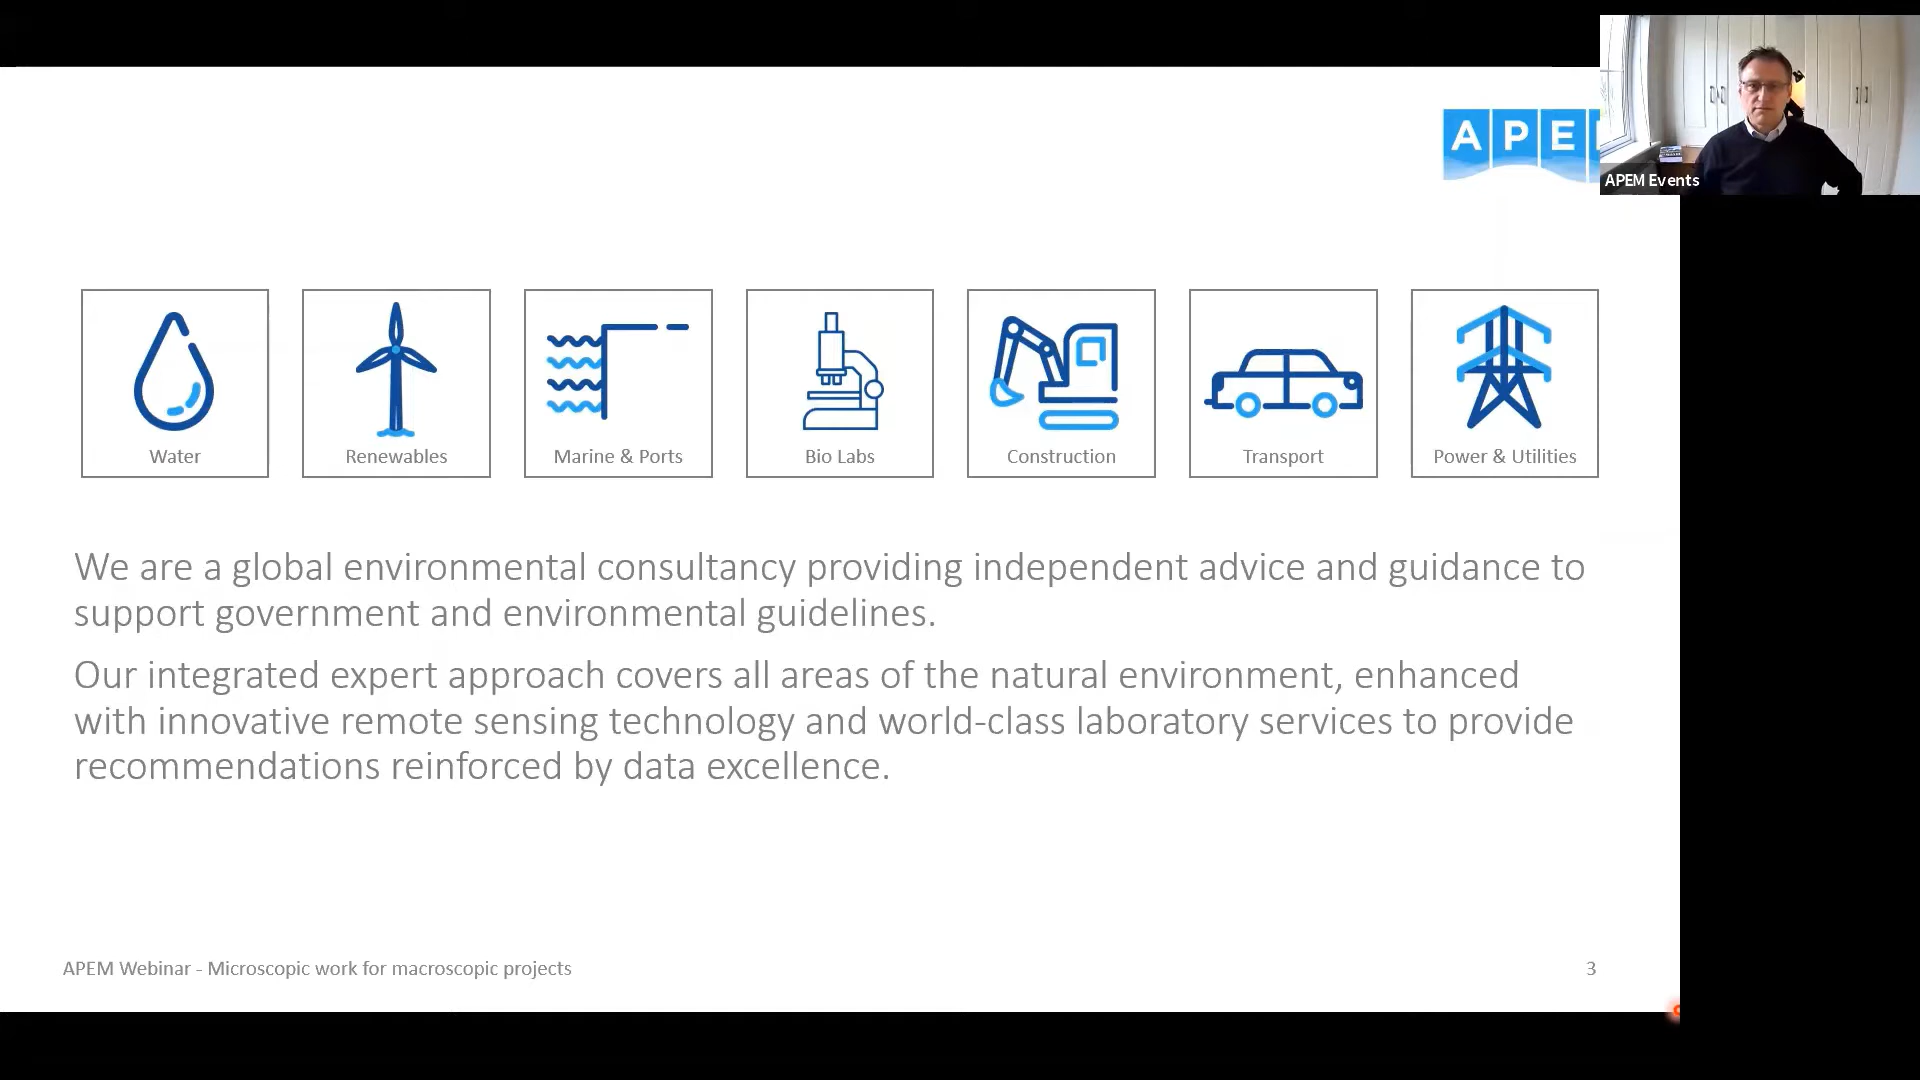 APE
APEM Events
Water
Renewables
Marine & Ports
Bio Labs
Construction
Transport
Power & Utilities
We are a global environmental consultancy providing independent advice and guidance to
support government and environmental guidelines.
Our integrated expert approach covers all areas of the natural environment, enhanced
with innovative remote sensing technology and world-class laboratory services to provide
recommendations reinforced by data excellence.
APEM Webinar - Microscopic work for macroscopic projects
3